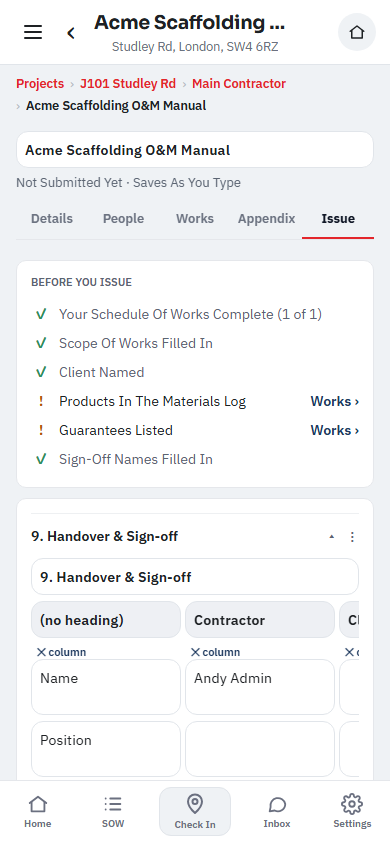 Acme Scaffolding ...
Studley Rd, London, SW4 6RZ
Projects › J101 Studley Rd › Main Contractor
› Acme Scaffolding O&M Manual
Acme Scaffolding O&M Manual
Not Submitted Yet · Saves As You Type
Details People Works Appendix Issue
BEFORE YOU ISSUE
Your Schedule Of Works Complete (1 of 1)
Scope Of Works Filled In
Client Named
! Products In The Materials Log Works ›
! Guarantees Listed Works ›
Sign-Off Names Filled In
9. Handover & Sign-off
9. Handover & Sign-off
(no heading) Contractor
column column
Name Andy Admin
Position
Home SOW Check In Inbox Settings